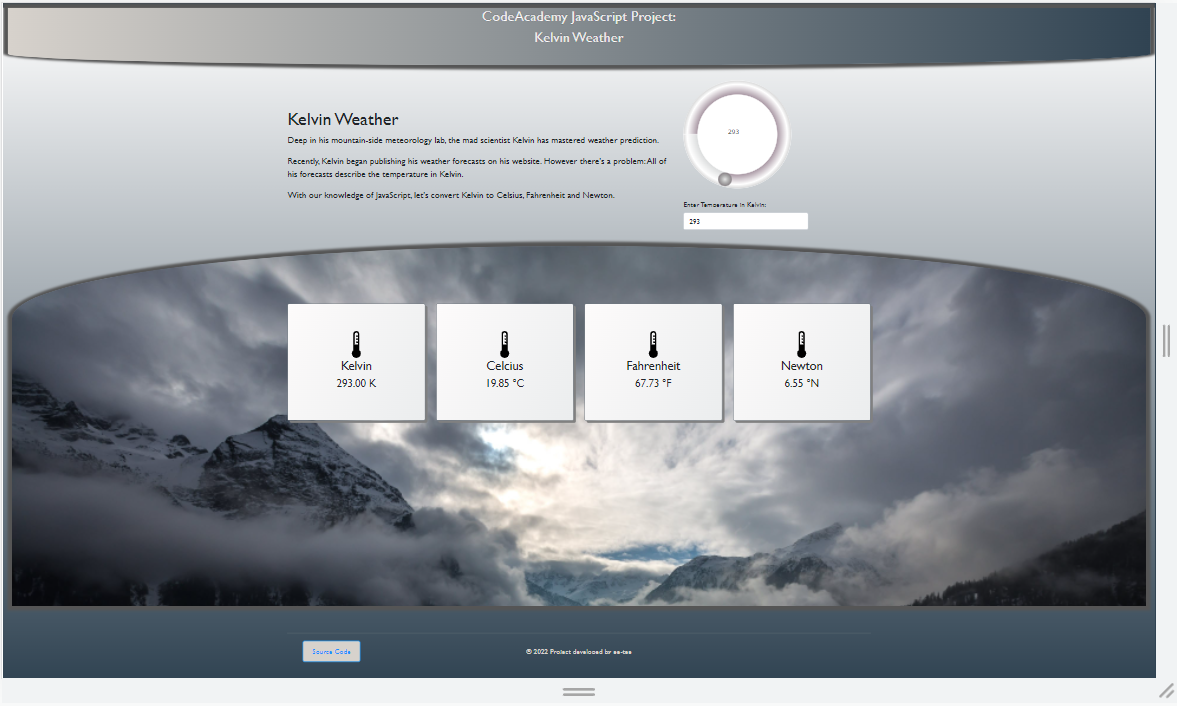 CodeAcademy JavaScript Project:
Kelvin Weather
Kelvin Weather
Deep in his mountain-side meteorology lab, the mad scientist Kelvin has mastered weather prediction.
Recently, Kelvin began publishing his weather forecasts on his website. However there's a problem: All of
his forecasts describe the temperature in Kelvin.
With our knowledge of JavaScript, let's convert Kelvin to Celsius, Fahrenheit and Newton.
293
Enter Temperature in Kelvin:
293
Kelvin
293.00 K
Celcius
19.85 °C
Fahrenheit
67.73 °F
Newton
6.55 °N
Source Code
© 2022 Project developed by ee-tee